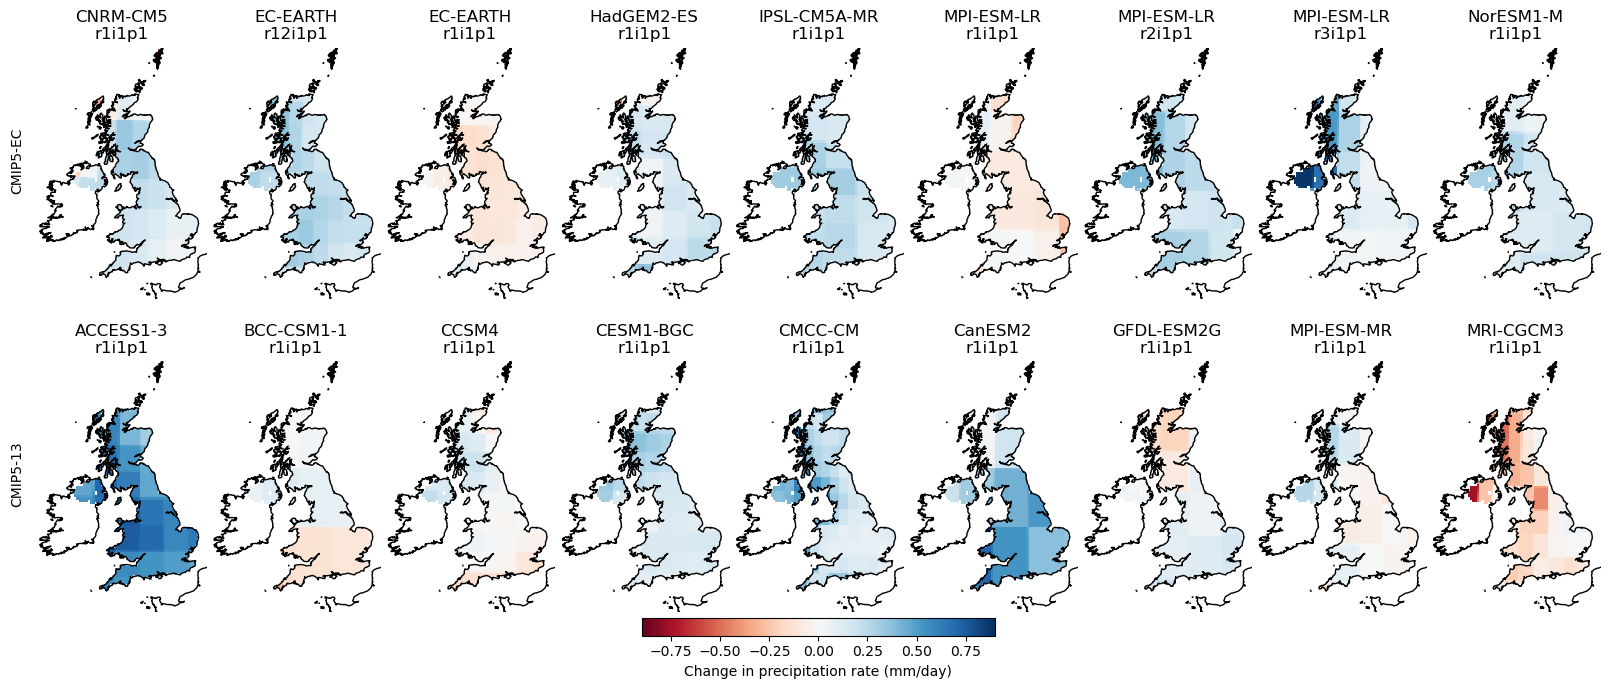 CNRM-CM5
r1i1p1
EC-EARTH
r12i1p1
EC-EARTH
r1i1p1
HadGEM2-ES
r1i1p1
IPSL-CM5A-MR
r1i1p1
MPI-ESM-LR
r1i1p1
MPI-ESM-LR
r2i1p1
MPI-ESM-LR
r3i1p1
NorESM1-M
r1i1p1
CMIP5-EC
ACCESS1-3
r1i1p1
BCC-CSM1-1
r1i1p1
CCSM4
r1i1p1
CESM1-BGC
r1i1p1
CMCC-CM
r1i1p1
CanESM2
r1i1p1
GFDL-ESM2G
r1i1p1
MPI-ESM-MR
r1i1p1
MRI-CGCM3
r1i1p1
CMIP5-13
−0.75 −0.50 −0.25 0.00 0.25 0.50 0.75
Change in precipitation rate (mm/day)